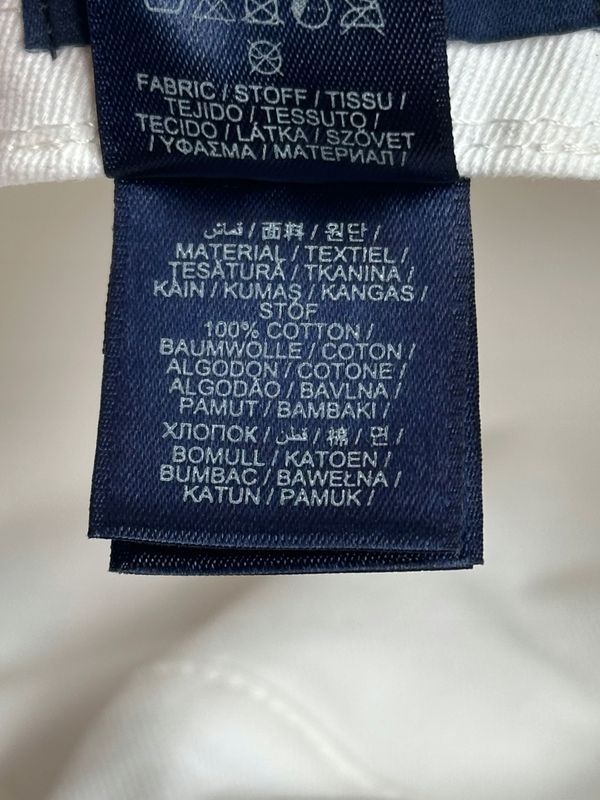 FABRIC / STOFF / TISSU /
TEJIDO / TESSUTO /
TECIDO / LÁTKA / SZÖVET
/ ΥΦΑΣΜΑ / МАТЕРИАЛ /
قماش / 面料 / 원단 /
MATERIAL / TEXTIEL /
TESĂTURĂ / TKANINA /
KAIN / KUMAŞ / KANGAS /
STOF
100% COTTON /
BAUMWOLLE / COTON /
ALGODON / COTONE /
ALGODÃO / BAVLNA /
PAMUT / BAMBAKI /
ХЛОПОК / قطن / 棉 / 면 /
BOMULL / KATOEN /
BUMBAC / BAWEŁNA /
KATUN / PAMUK /